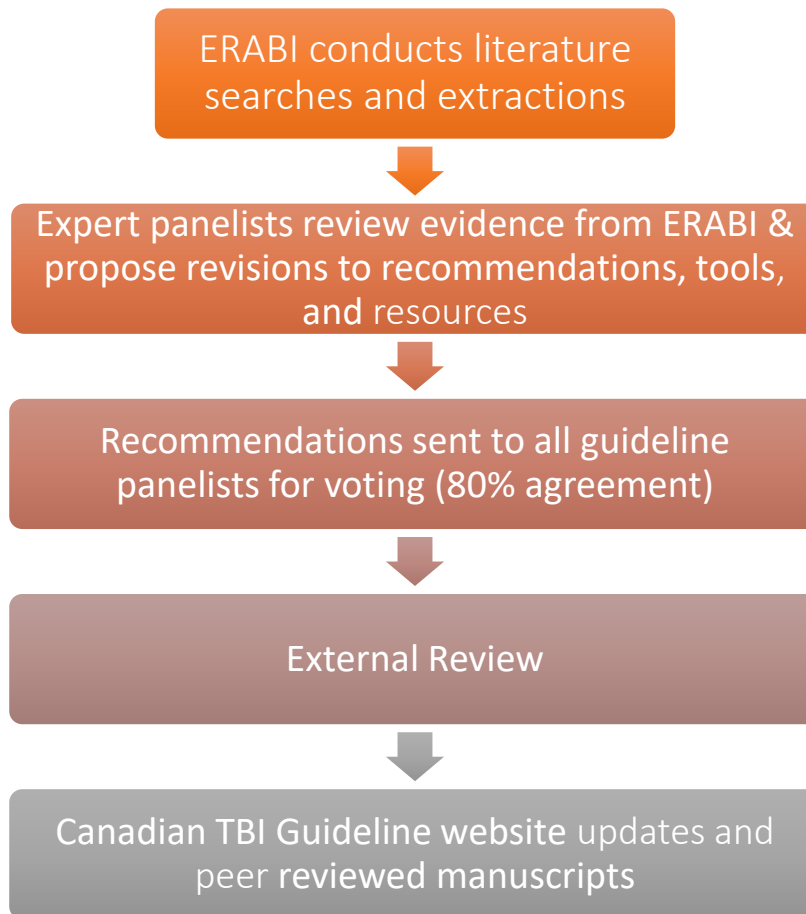 ERABI conducts literature
searches and extractions
Expert panelists review evidence from ERABI &
propose revisions to recommendations, tools,
and resources
Recommendations sent to all guideline
panelists for voting (80% agreement)
External Review
Canadian TBI Guideline website updates and
peer reviewed manuscripts